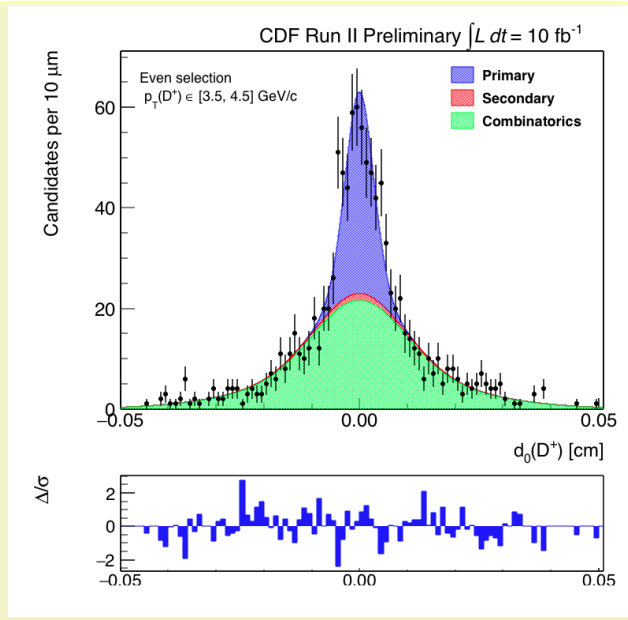 CDF Run II Preliminary ∫L dt = 10 fb⁻¹
Candidates per 10 μm
Even selection
p_T(D⁺) ∈ [3.5, 4.5] GeV/c
Primary
Secondary
Combinatorics
60
40
20
0
−0.05 0.00 0.05
d₀(D⁺) [cm]
Δ/σ
2
0
−2
−0.05 0.00 0.05